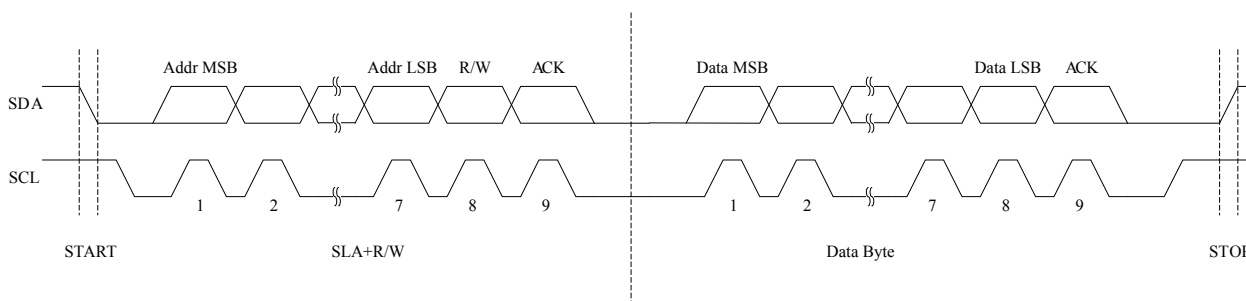 Addr MSB Addr LSB R/W ACK Data MSB Data LSB ACK
SDA
SCL
1 2 7 8 9 1 2 7 8 9
START SLA+R/W Data Byte STOP